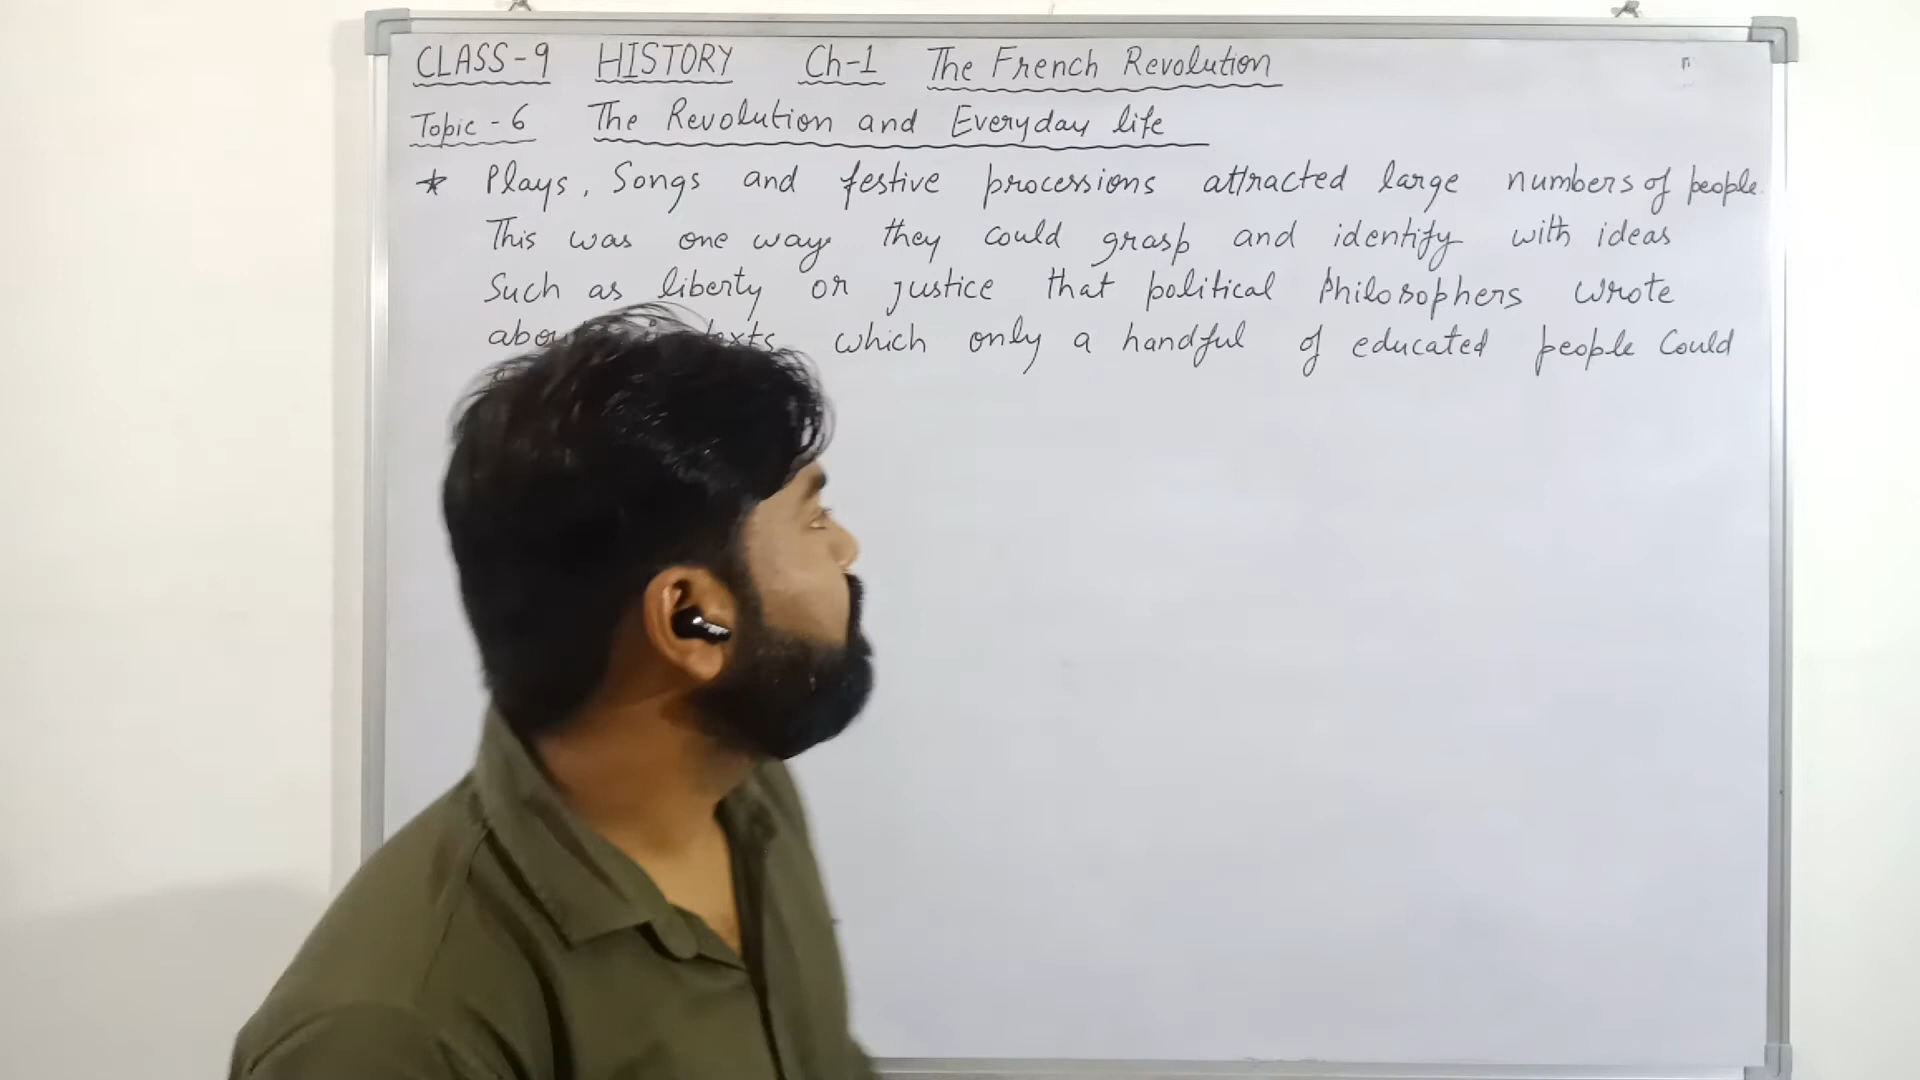 CLASS-9 HISTORY Ch-1 The French Revolution
Topic - 6 The Revolution and Everyday life
* Plays, Songs and festive processions attracted large numbers of people.
This was one way they could grasp and identify with ideas
Such as liberty or justice that political Philosophers wrote
which only a handful of educated people Could